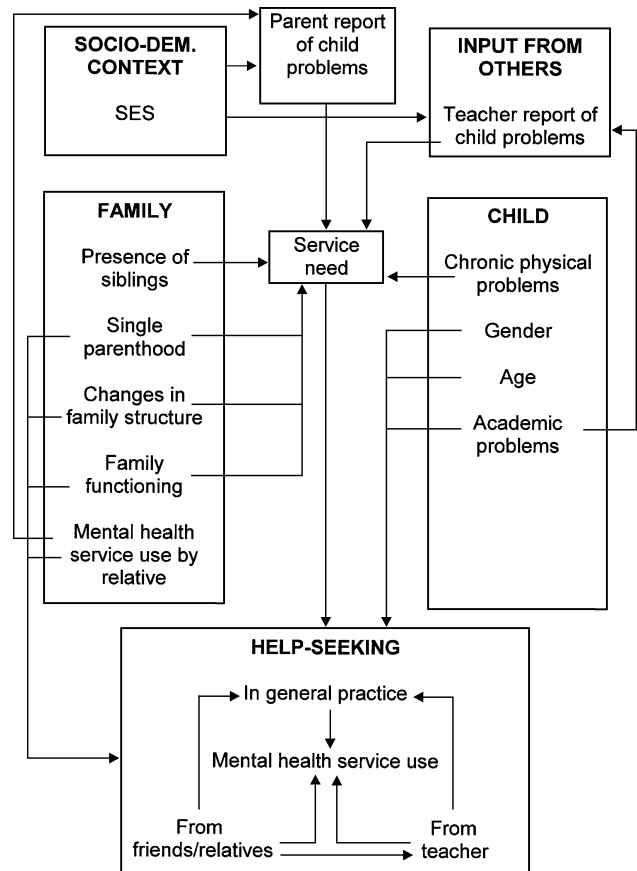 Parent report
of child
problems
SOCIO-DEM.
CONTEXT
SES
INPUT FROM
OTHERS
Teacher report of
child problems
FAMILY
Presence of
siblings
Single
parenthood
Changes in
family structure
Family
functioning
Mental health
service use by
relative
Service
need
CHILD
Chronic physical
problems
Gender
Age
Academic
problems
HELP-SEEKING
In general practice
Mental health service use
From
friends/relatives
From
teacher